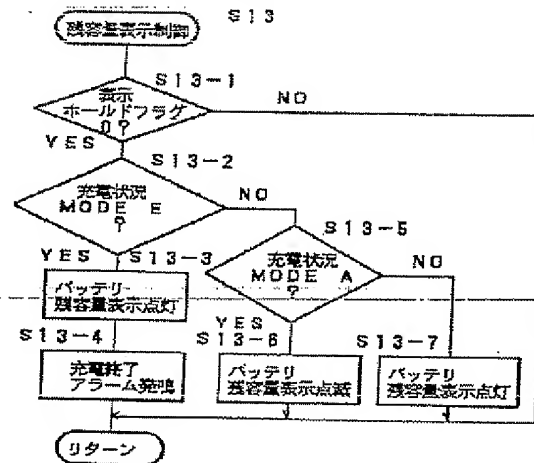 S13
残容量表示制御
S13-1
表示
ホールドフラグ
0?
NO
YES
S13-2
充電状況
MODE E
?
NO
YES
S13-3
S13-5
充電状況
MODE A
?
NO
バッテリ
残容量表示点灯
YES
S13-4
S13-6
S13-7
充電終了
アラーム発鳴
バッテリ
残容量表示点滅
バッテリ
残容量表示点灯
リターン